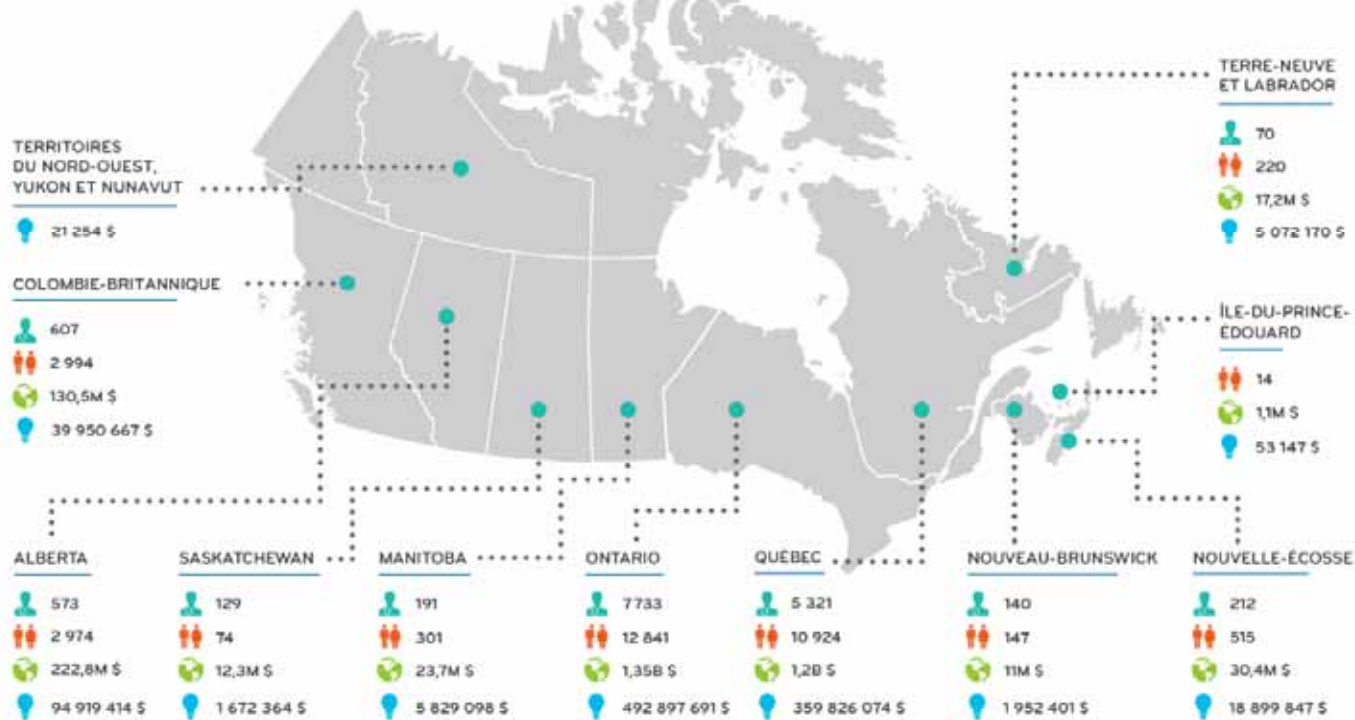 TERRITOIRES
DU NORD-OUEST,
YUKON ET NUNAVUT
21 254 $
COLOMBIE-BRITANNIQUE
607
2 994
130,5M $
39 950 667 $
TERRE-NEUVE
ET LABRADOR
70
220
17,2M $
5 072 170 $
ÎLE-DU-PRINCE-
ÉDOUARD
14
1,1M $
53 147 $
ALBERTA
573
2 974
222,8M $
94 919 414 $
SASKATCHEWAN
129
74
12,3M $
1 672 364 $
MANITOBA
191
301
23,7M $
5 829 098 $
ONTARIO
7 733
12 841
1,35B $
492 897 691 $
QUÉBEC
5 321
10 924
1,2B $
359 826 074 $
NOUVEAU-BRUNSWICK
140
147
11M $
1 952 401 $
NOUVELLE-ÉCOSSE
212
515
30,4M $
18 899 847 $